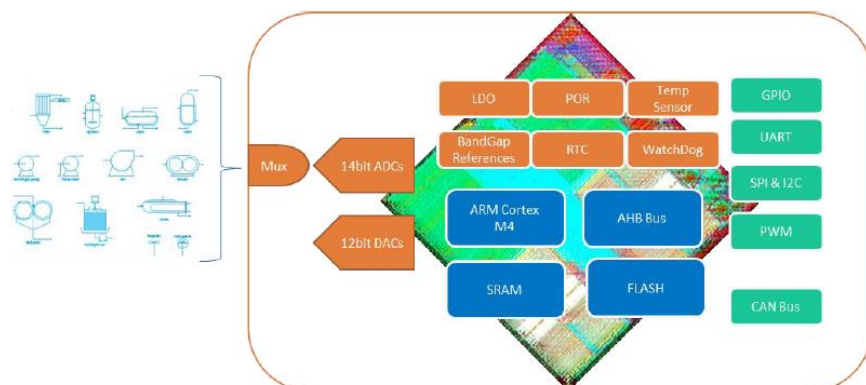 LDO
POR
Temp
Sensor
GPIO
BandGap
References
RTC
WatchDog
UART
Mux
14bit ADCs
SPI & I2C
ARM Cortex
M4
AHB Bus
12bit DACs
PWM
SRAM
FLASH
CAN Bus